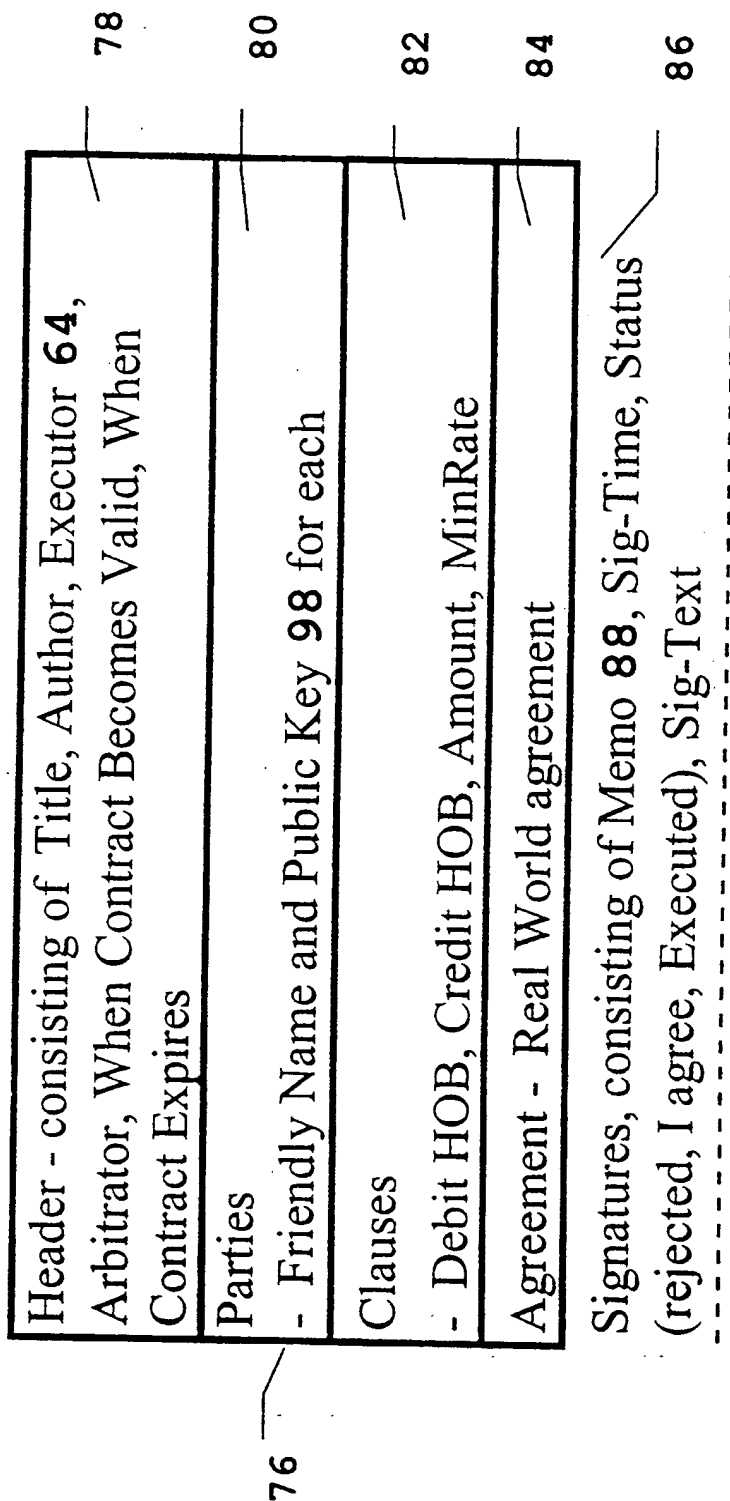 Header - consisting of Title, Author, Executor 64,
Arbitrator, When Contract Becomes Valid, When
Contract Expires
78
Parties
- Friendly Name and Public Key 98 for each
80
76
Clauses
- Debit HOB, Credit HOB, Amount, MinRate
82
Agreement - Real World agreement
84
Signatures, consisting of Memo 88, Sig-Time, Status
(rejected, I agree, Executed), Sig-Text
86